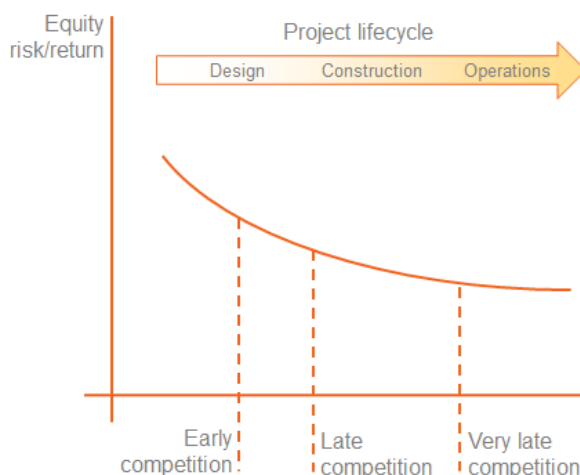 Equity
risk/return
Project lifecycle
Design Construction Operations
Early
competition
Late
competition
Very late
competition